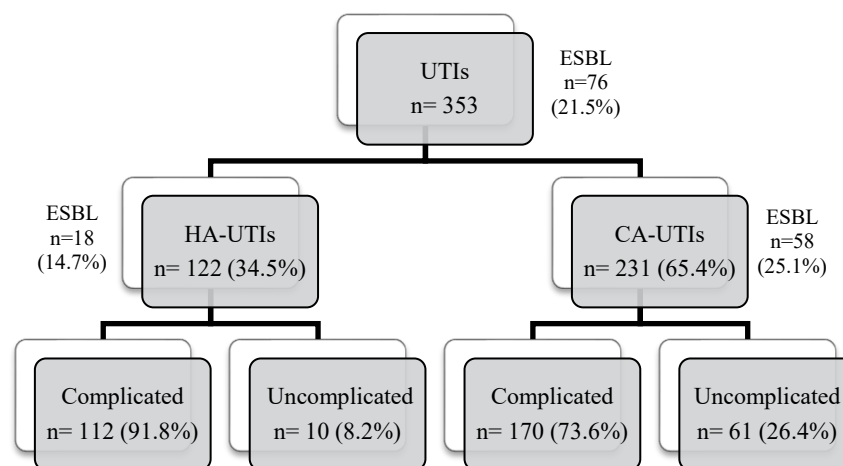 UTIs
n= 353
ESBL
n=76
(21.5%)
ESBL
n=18
(14.7%)
HA-UTIs
n= 122 (34.5%)
CA-UTIs
n= 231 (65.4%)
ESBL
n=58
(25.1%)
Complicated
n= 112 (91.8%)
Uncomplicated
n= 10 (8.2%)
Complicated
n= 170 (73.6%)
Uncomplicated
n= 61 (26.4%)